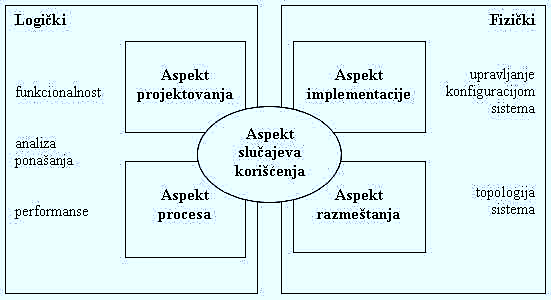 Logički
Fizički
Aspekt
projektovanja
Aspekt
implementacije
funkcionalnost
upravljanje
konfiguracijom
sistema
Aspekt
slučajeva
korišćenja
analiza
ponašanja
Aspekt
procesa
Aspekt
razmeštanja
performanse
topologija
sistema